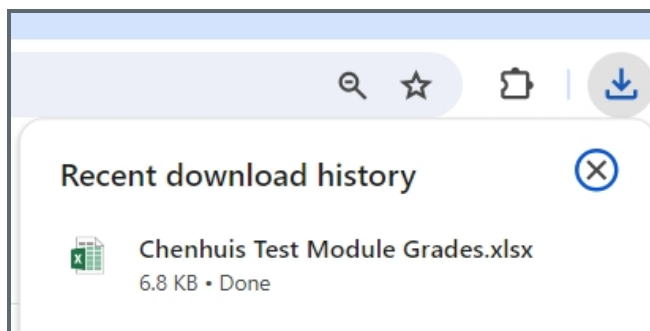 Recent download history
Chenhuis Test Module Grades.xlsx
6.8 KB • Done